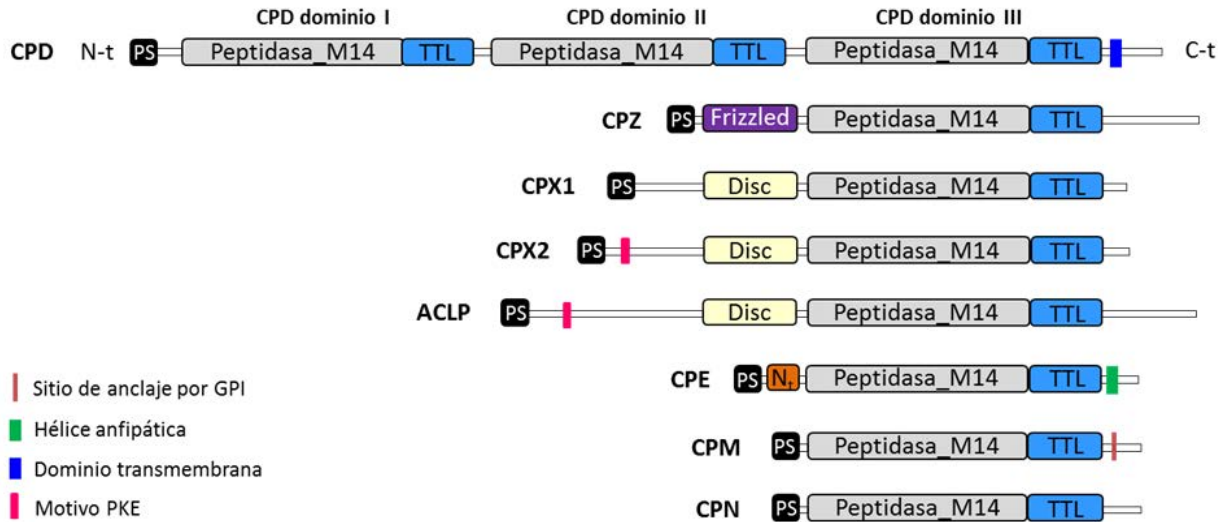 CPD dominio I CPD dominio II CPD dominio III
CPD N-t PS Peptidasa_M14 TTL Peptidasa_M14 TTL Peptidasa_M14 TTL C-t
CPZ PS Frizzled Peptidasa_M14 TTL
CPX1 PS Disc Peptidasa_M14 TTL
CPX2 PS Disc Peptidasa_M14 TTL
ACLP PS Disc Peptidasa_M14 TTL
CPE PS Nt Peptidasa_M14 TTL
CPM PS Peptidasa_M14 TTL
CPN PS Peptidasa_M14 TTL
Sitio de anclaje por GPI
Hélice anfipática
Dominio transmembrana
Motivo PKE